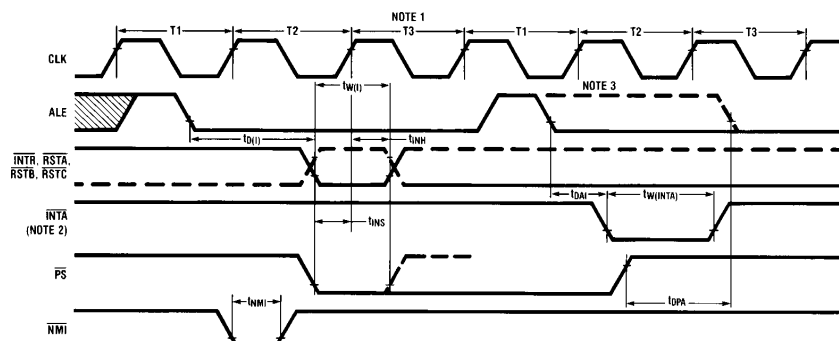 NOTE 1
T1 T2 T3 T1 T2 T3
CLK
tW(I)
NOTE 3
ALE
tD(I) tINH
INTR, RSTA,
RSTB, RSTC
tDAI tW(INTA)
INTA
(NOTE 2)
tINS
PS
tNMI tDPA
NMI